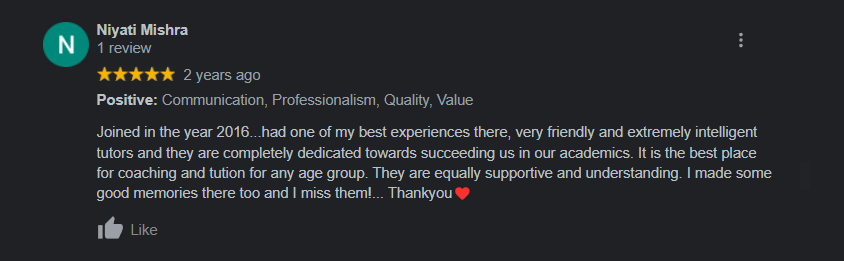 N
Niyati Mishra
1 review
2 years ago
Positive: Communication, Professionalism, Quality, Value
Joined in the year 2016...had one of my best experiences there, very friendly and extremely intelligent
tutors and they are completely dedicated towards succeeding us in our academics. It is the best place
for coaching and tution for any age group. They are equally supportive and understanding. I made some
good memories there too and I miss them!... Thankyou❤️
Like